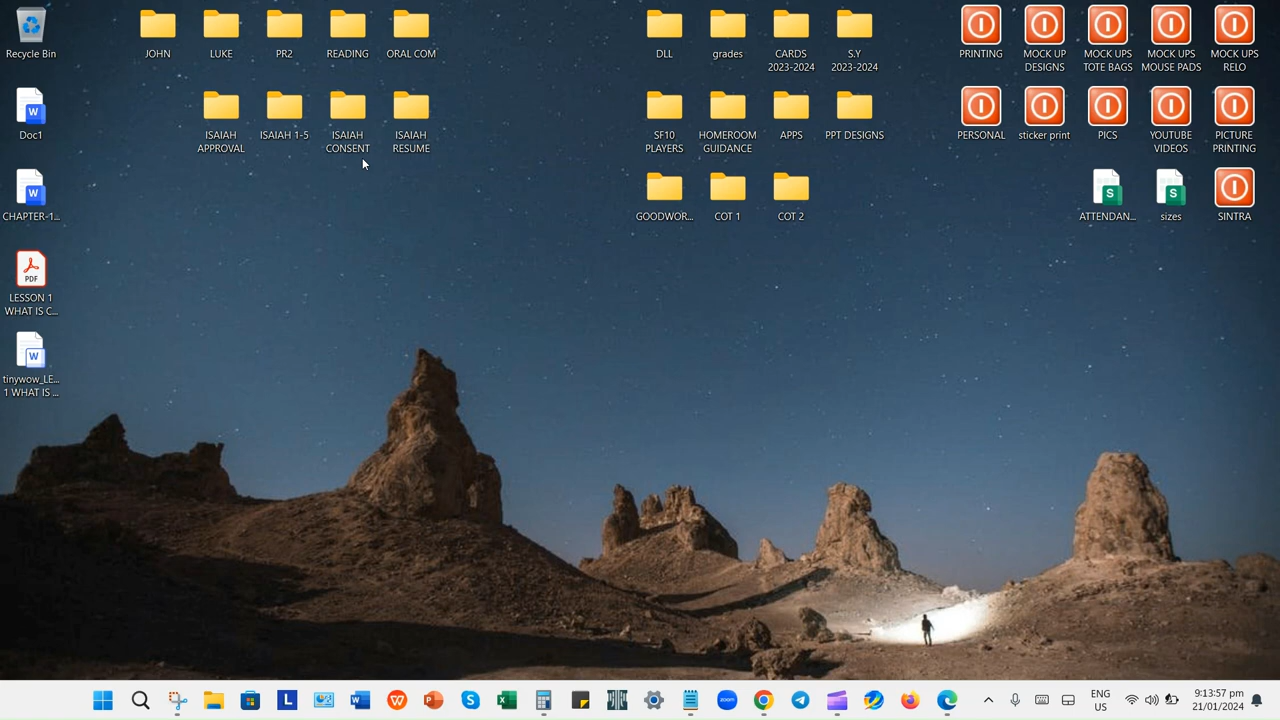 Recycle Bin
JOHN
LUKE
PR2
READING
ORAL COM
DLL
grades
CARDS
2023-2024
S.Y
2023-2024
PRINTING
MOCK UP
DESIGNS
MOCK UPS
TOTE BAGS
MOCK UPS
MOUSE PADS
MOCK UPS
RELO
Doc1
ISAIAH
APPROVAL
ISAIAH 1-5
ISAIAH
CONSENT
ISAIAH
RESUME
SF10
PLAYERS
HOMEROOM
GUIDANCE
APPS
PPT DESIGNS
PERSONAL
sticker print
PICS
YOUTUBE
VIDEOS
PICTURE
PRINTING
CHAPTER-1...
GOODWOR...
COT 1
COT 2
ATTENDAN...
sizes
SINTRA
PDF
LESSON 1
WHAT IS C...
tinywow_LE...
1 WHAT IS ...
zoom
ENG
US
9:13:57 pm
21/01/2024